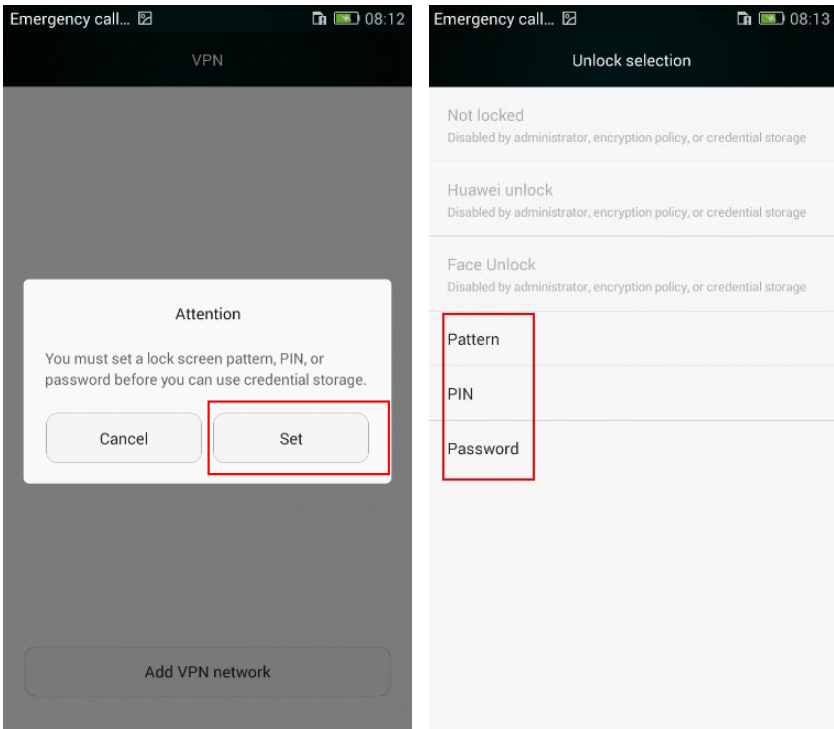 Emergency call... 08:12
VPN
Attention
You must set a lock screen pattern, PIN, or
password before you can use credential storage.
Cancel Set
Add VPN network
Emergency call... 08:13
Unlock selection
Not locked
Disabled by administrator, encryption policy, or credential storage
Huawei unlock
Disabled by administrator, encryption policy, or credential storage
Face Unlock
Disabled by administrator, encryption policy, or credential storage
Pattern
PIN
Password